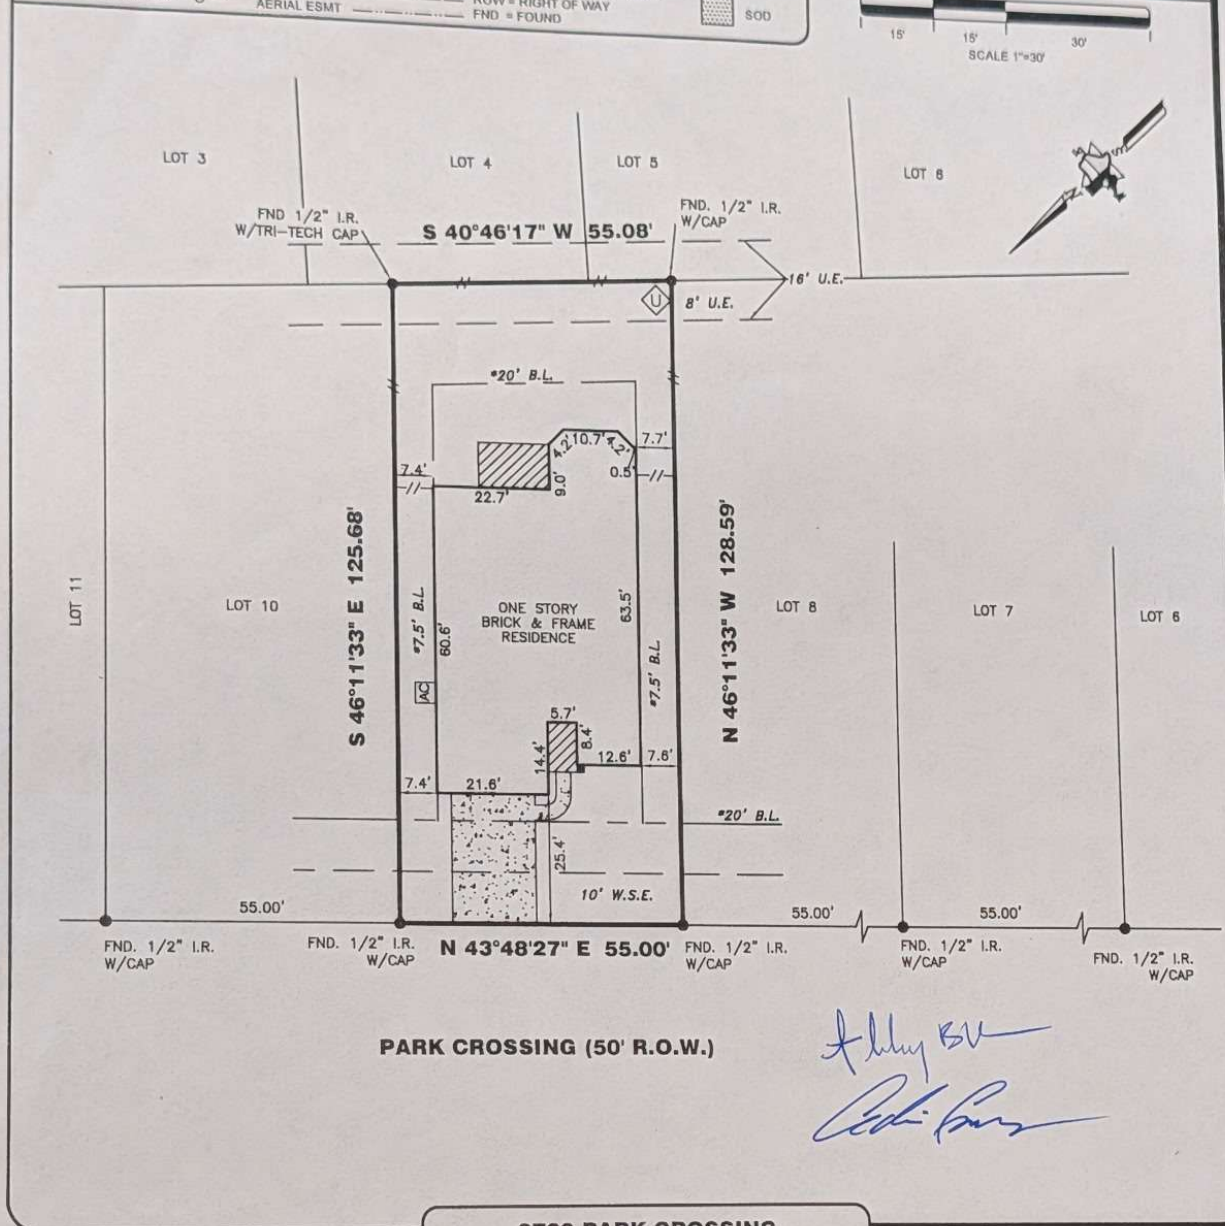 AERIAL ESMT
ROW = RIGHT OF WAY
FND = FOUND
SOD
15' 15' 30'
SCALE 1"=30'
LOT 3
LOT 4
LOT 5
LOT 6
FND 1/2" I.R.
W/TRI-TECH CAP
S 40°46'17" W 55.08'
FND. 1/2" I.R.
W/CAP
16' U.E.
U
8' U.E.
*20' B.L.
4.2' 10.7' 4.2'
7.7'
7.4'
0.5'
22.7'
9.0'
S 46°11'33" E 125.68'
N 46°11'33" W 128.59'
LOT 11
LOT 10
*7.5' B.L.
60.6'
ONE STORY
BRICK & FRAME
RESIDENCE
63.5'
*7.5' B.L.
LOT 8
LOT 7
LOT 6
AC
5.7'
14.4'
8.4'
12.6'
7.6'
7.4'
21.6'
*20' B.L.
25.4'
10' W.S.E.
55.00'
55.00'
55.00'
FND. 1/2" I.R.
W/CAP
FND. 1/2" I.R.
W/CAP
N 43°48'27" E 55.00'
FND. 1/2" I.R.
W/CAP
FND. 1/2" I.R.
W/CAP
FND. 1/2" I.R.
W/CAP
PARK CROSSING (50' R.O.W.)
PARK CROSSING